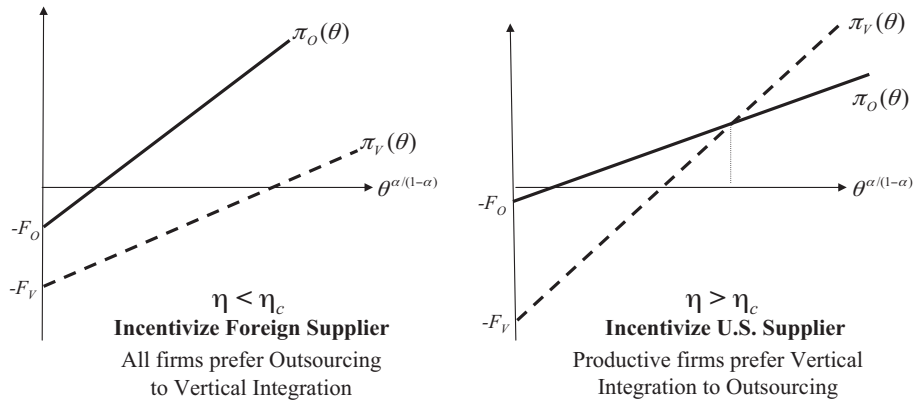 π_O(θ)
π_V(θ)
θ^{α/(1−α)}
-F_O
-F_V
η < η_c
Incentivize Foreign Supplier
All firms prefer Outsourcing
to Vertical Integration
π_V(θ)
π_O(θ)
θ^{α/(1−α)}
-F_O
-F_V
η > η_c
Incentivize U.S. Supplier
Productive firms prefer Vertical
Integration to Outsourcing